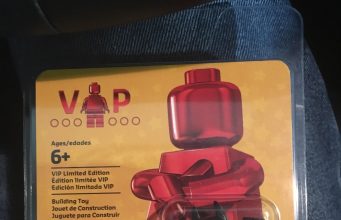 VIP
Ages/edades
6+
VIP Limited Edition
Edition limitée VIP
Edición limitada VIP
Building Toy
Jouet de Construction
Juguete para Construir